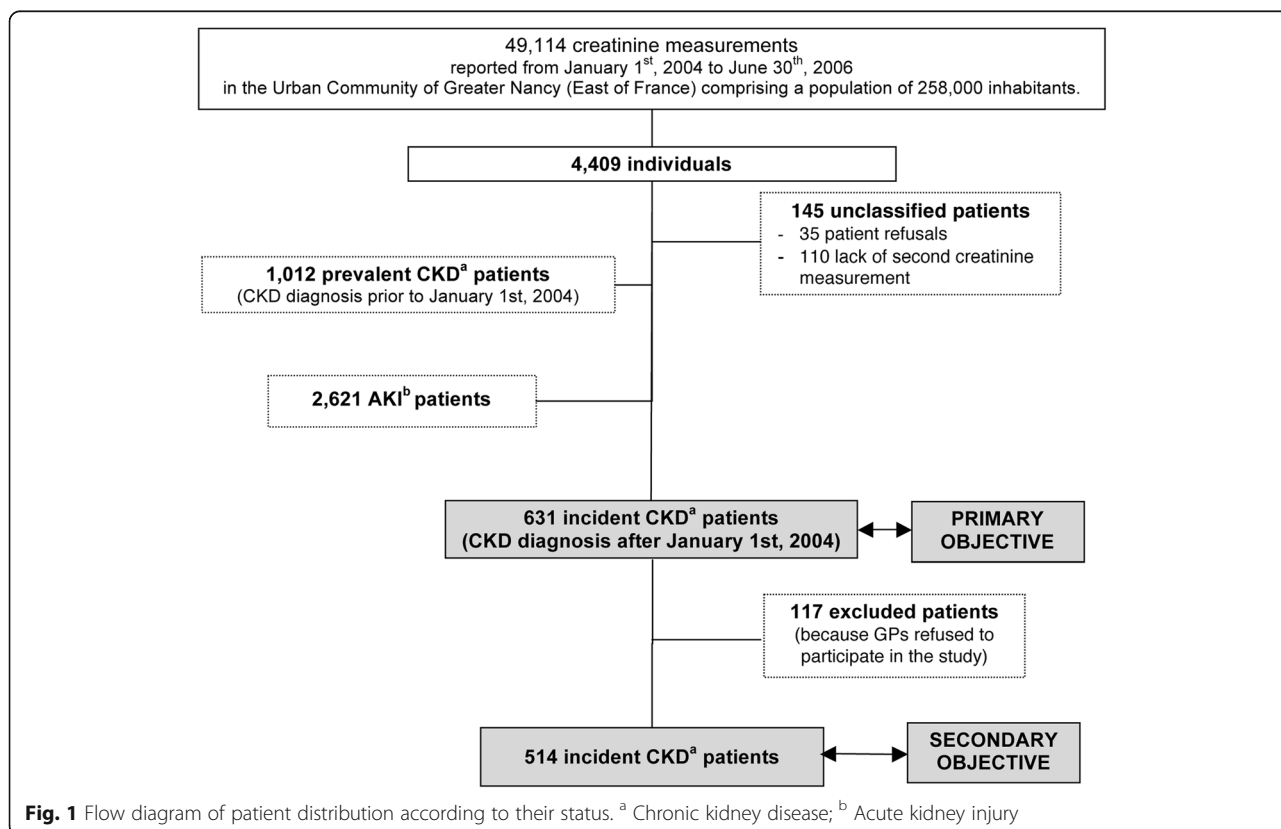 49,114 creatinine measurements
reported from January 1st, 2004 to June 30th, 2006
in the Urban Community of Greater Nancy (East of France) comprising a population of 258,000 inhabitants.
4,409 individuals
145 unclassified patients
- 35 patient refusals
- 110 lack of second creatinine
measurement
1,012 prevalent CKDa patients
(CKD diagnosis prior to January 1st, 2004)
2,621 AKIb patients
631 incident CKDa patients
(CKD diagnosis after January 1st, 2004)
PRIMARY
OBJECTIVE
117 excluded patients
(because GPs refused to
participate in the study)
514 incident CKDa patients
SECONDARY
OBJECTIVE
Fig. 1 Flow diagram of patient distribution according to their status. a Chronic kidney disease; b Acute kidney injury